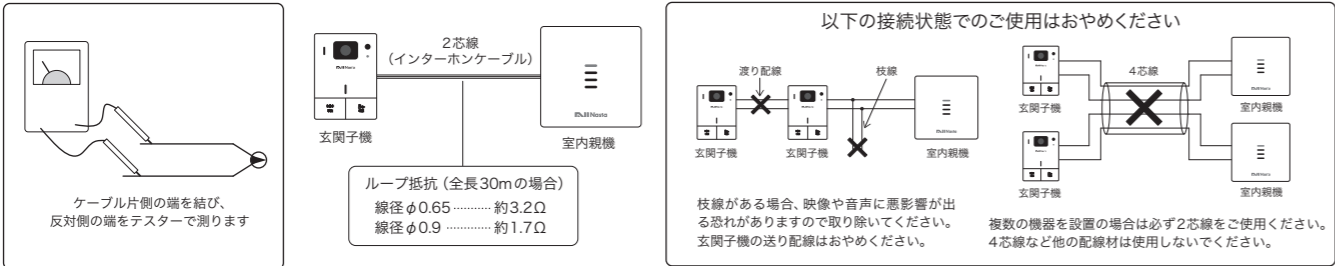 ケーブル片側の端を結び、
反対側の端をテスターで測ります
2芯線
(インターホンケーブル)
玄関子機
室内親機
Nasta
ループ抵抗（全長30mの場合）
線径φ0.65 ………… 約3.2Ω
線径φ0.9 ………… 約1.7Ω
以下の接続状態でのご使用はおやめください
渡り配線
枝線
玄関子機
玄関子機
室内親機
Nasta
枝線がある場合、映像や音声に悪影響が出
る恐れがありますので取り除いてください。
玄関子機の送り配線はおやめください。
4芯線
玄関子機
室内親機
玄関子機
室内親機
複数の機器を設置の場合は必ず2芯線をご使用ください。
4芯線など他の配線材は使用しないでください。